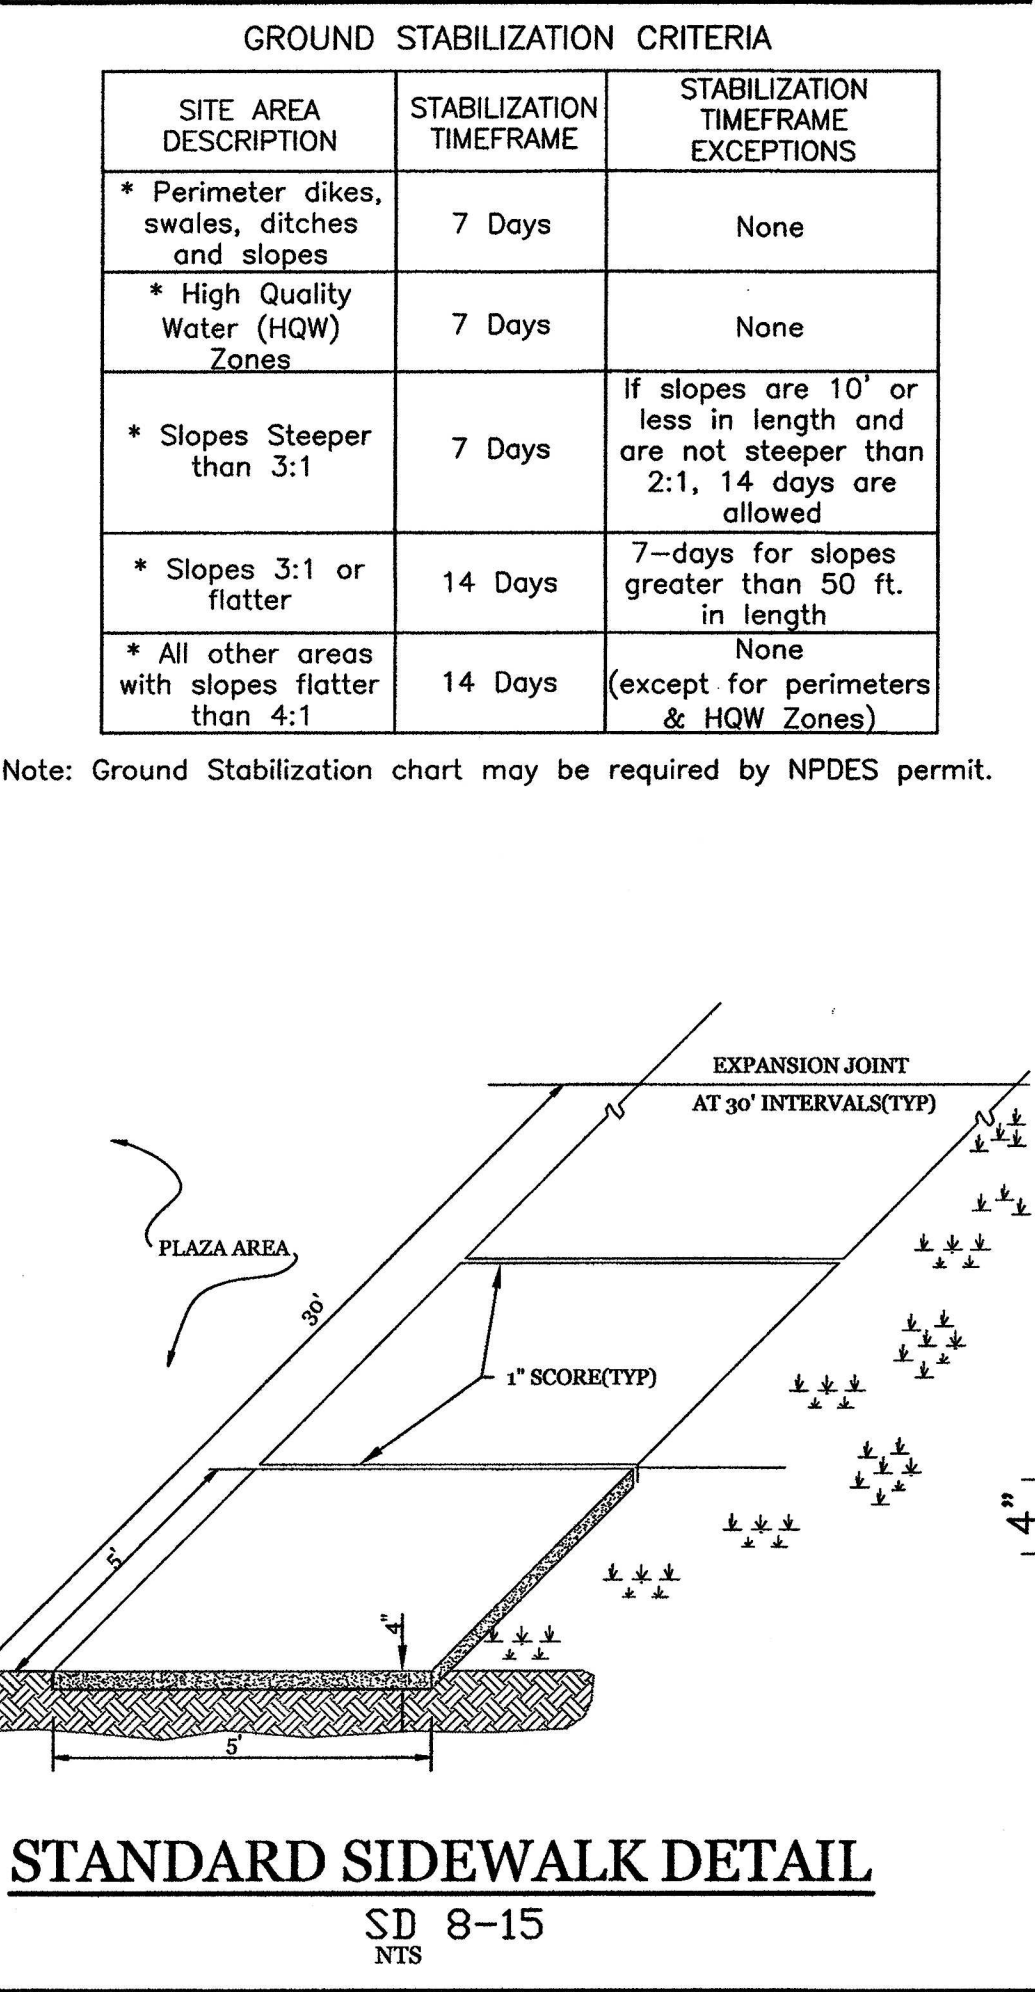 GROUND STABILIZATION CRITERIA
SITE AREA
DESCRIPTION
STABILIZATION
TIMEFRAME
STABILIZATION
TIMEFRAME
EXCEPTIONS
* Perimeter dikes,
swales, ditches
and slopes
7 Days
None
* High Quality
Water (HQW)
Zones
7 Days
None
* Slopes Steeper
than 3:1
7 Days
If slopes are 10' or
less in length and
are not steeper than
2:1, 14 days are
allowed
* Slopes 3:1 or
flatter
14 Days
7-days for slopes
greater than 50 ft.
in length
* All other areas
with slopes flatter
than 4:1
14 Days
None
(except for perimeters
& HQW Zones)
Note: Ground Stabilization chart may be required by NPDES permit.
EXPANSION JOINT
AT 30' INTERVALS(TYP)
PLAZA AREA
30'
1" SCORE(TYP)
4"
5'
4"
5'
STANDARD SIDEWALK DETAIL
SD 8-15
NTS